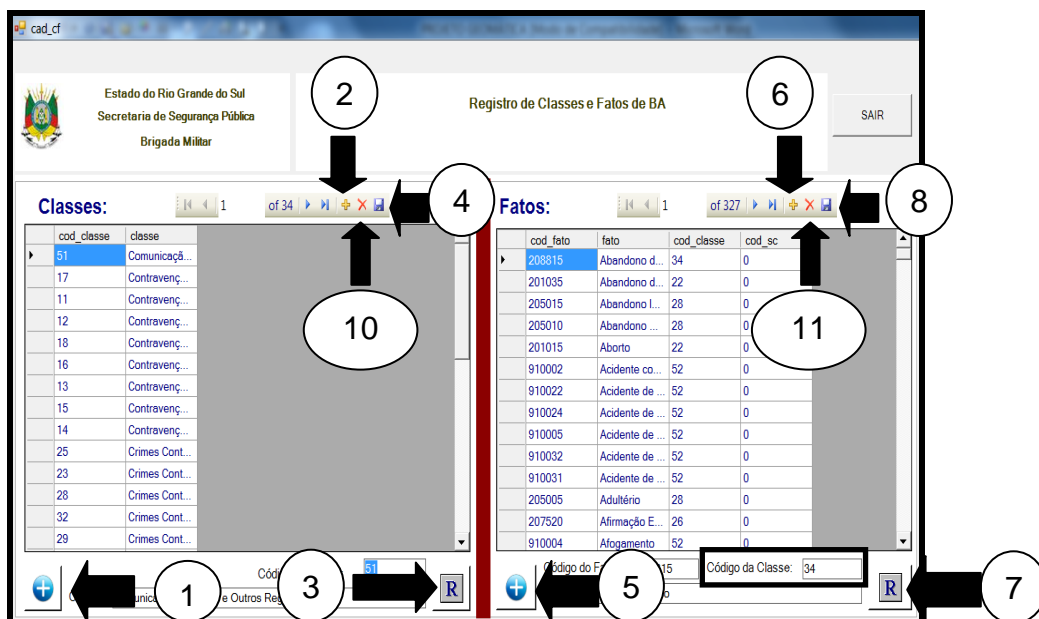 cad_cf
Estado do Rio Grande do Sul
Secretaria de Segurança Pública
Brigada Militar
2
Registro de Classes e Fatos de BA
6
SAIR
Classes:
1
of 34
4
cod_classe classe
51 Comunicaçã...
17 Contravenç...
11 Contravenç...
12 Contravenç...
18 Contravenç...
16 Contravenç...
13 Contravenç...
15 Contravenç...
14 Contravenç...
25 Crimes Cont...
23 Crimes Cont...
28 Crimes Cont...
32 Crimes Cont...
29 Crimes Cont...
10
51
1
3
e Outros
R
Fatos:
1
of 327
8
cod_fato fato cod_classe cod_sc
208815 Abandono d... 34 0
201035 Abandono d... 22 0
205015 Abandono I... 28 0
205010 Abandono ... 28 0
201015 Aborto 22 0
910002 Acidente co... 52 0
910022 Acidente de ... 52 0
910024 Acidente de ... 52 0
910005 Acidente de ... 52 0
910032 Acidente de ... 52 0
910031 Acidente de ... 52 0
205005 Adultério 28 0
207520 Afirmação E... 26 0
910004 Afogamento 52 0
11
Código do
Código da Classe: 34
5
R
7